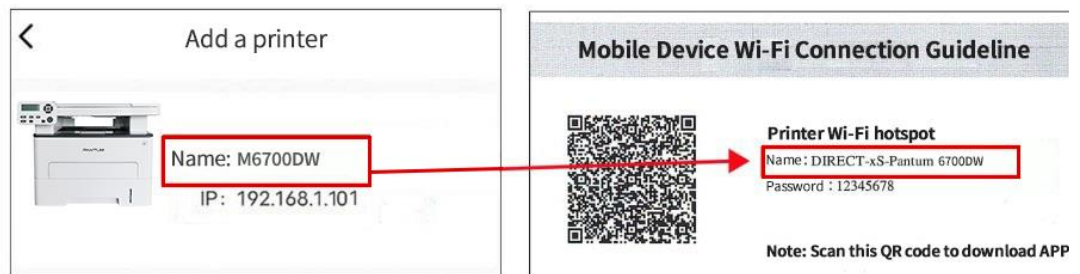 Add a printer
PANTUM
Name: M6700DW
IP: 192.168.1.101
Mobile Device Wi-Fi Connection Guideline
Printer Wi-Fi hotspot
Name: DIRECT-xS-Pantum 6700DW
Password : 12345678
Note: Scan this QR code to download APP